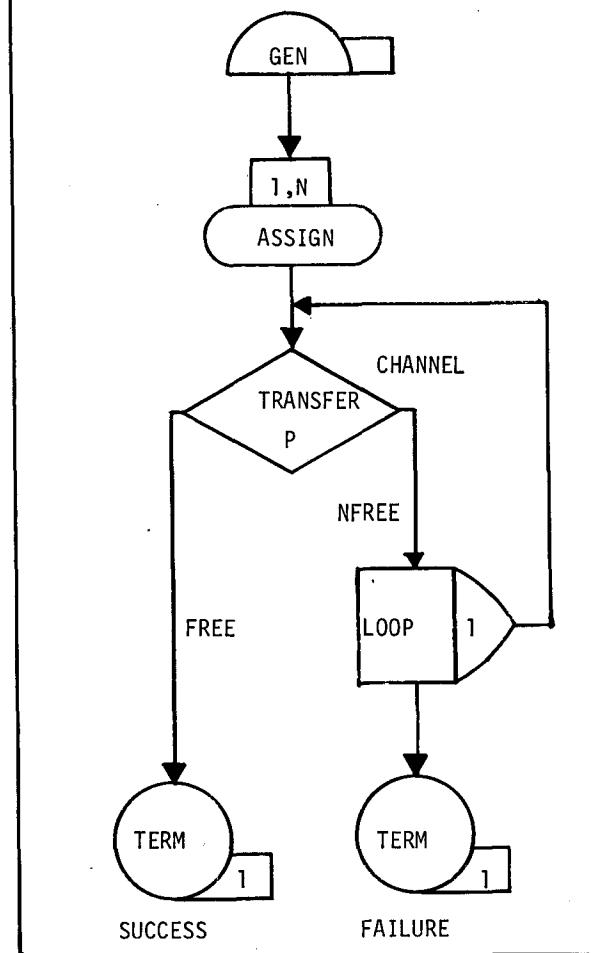 GEN
1,N
ASSIGN
CHANNEL
TRANSFER
P
NFREE
FREE
LOOP
1
TERM
1
TERM
1
SUCCESS
FAILURE